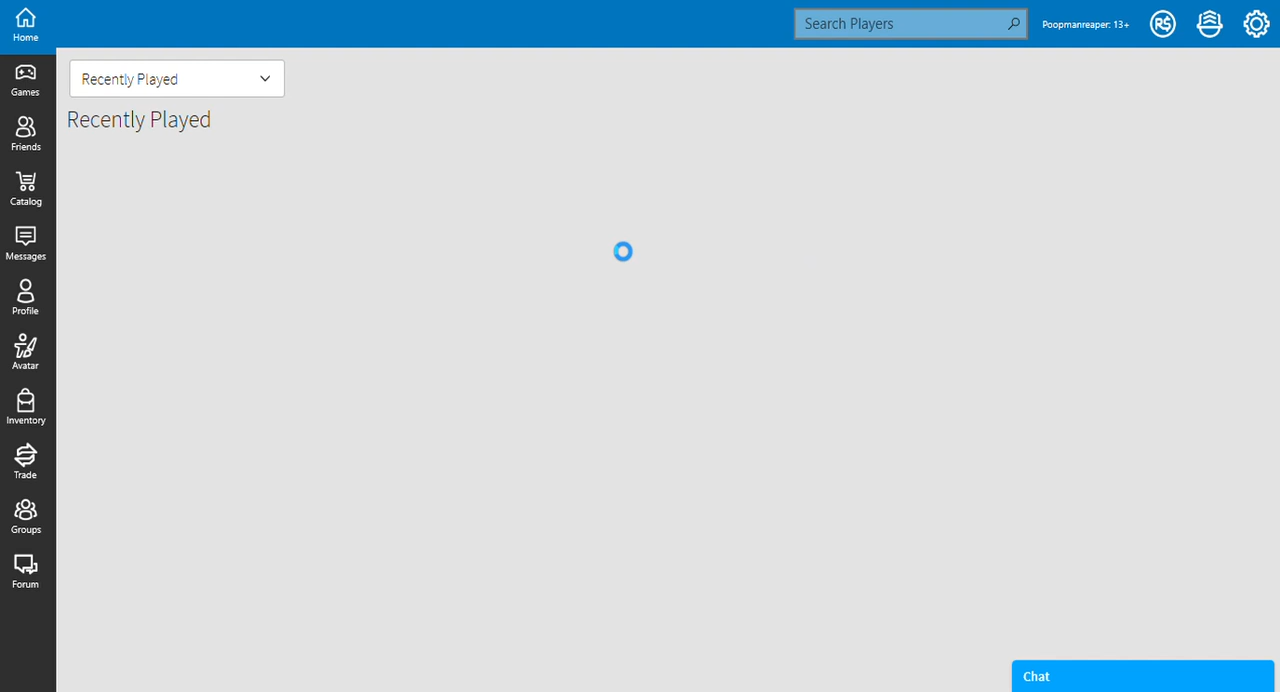 Home
Search Players
Poopmanreaper: 13+
R$
Games
Friends
Catalog
Messages
Profile
Avatar
Inventory
Trade
Groups
Forum
Recently Played
Recently Played
Chat